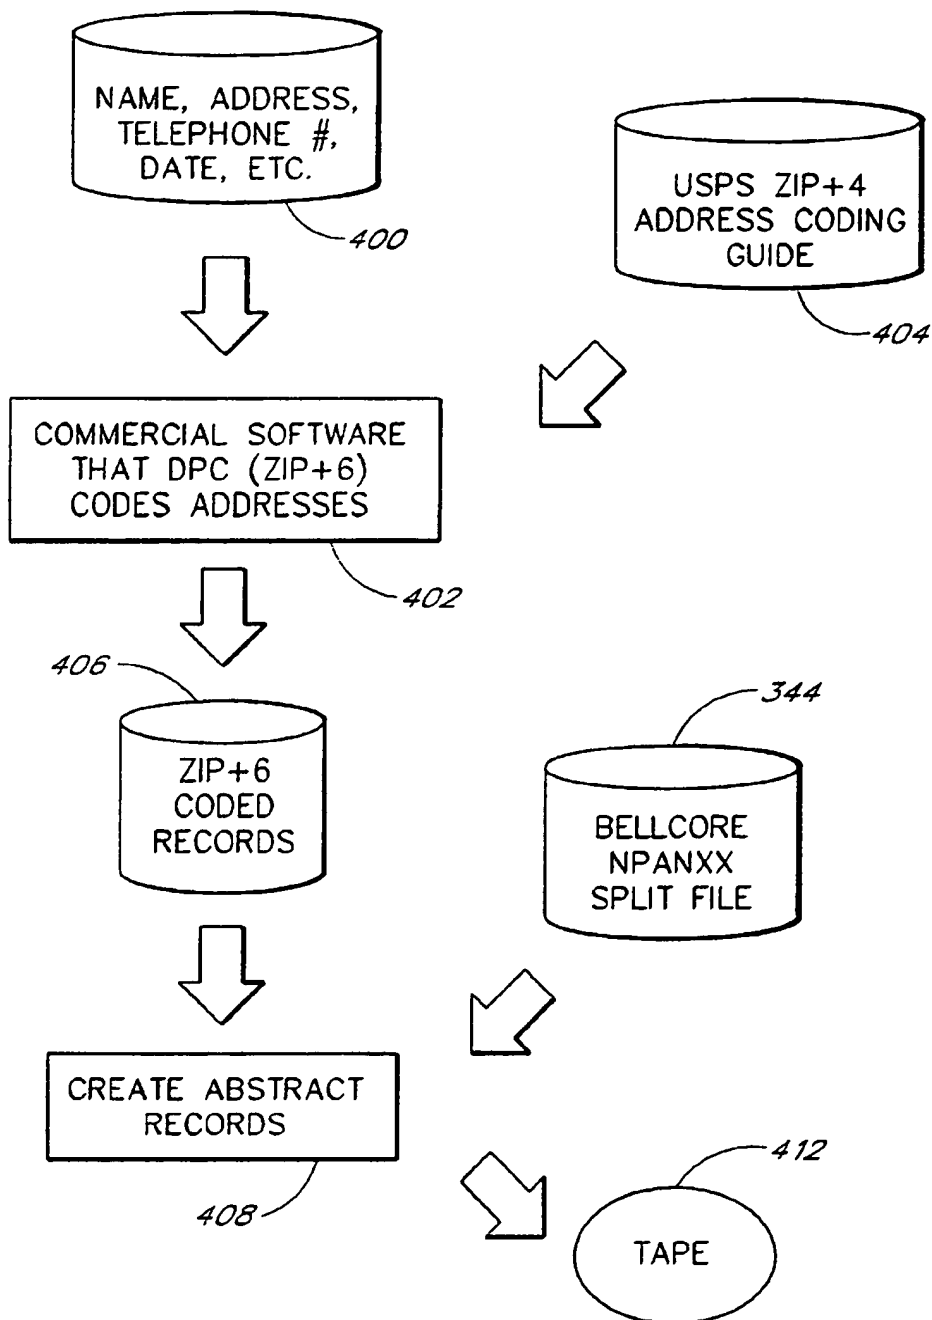 NAME, ADDRESS,
TELEPHONE #,
DATE, ETC.
400
USPS ZIP+4
ADDRESS CODING
GUIDE
404
COMMERCIAL SOFTWARE
THAT DPC (ZIP+6)
CODES ADDRESSES
402
406
ZIP+6
CODED
RECORDS
344
BELLCORE
NPANXX
SPLIT FILE
CREATE ABSTRACT
RECORDS
408
412
TAPE